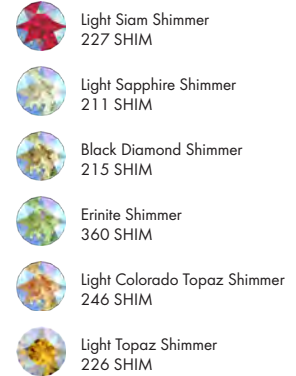 Light Siam Shimmer
227 SHIM
Light Sapphire Shimmer
211 SHIM
Black Diamond Shimmer
215 SHIM
Erinite Shimmer
360 SHIM
Light Colorado Topaz Shimmer
246 SHIM
Light Topaz Shimmer
226 SHIM